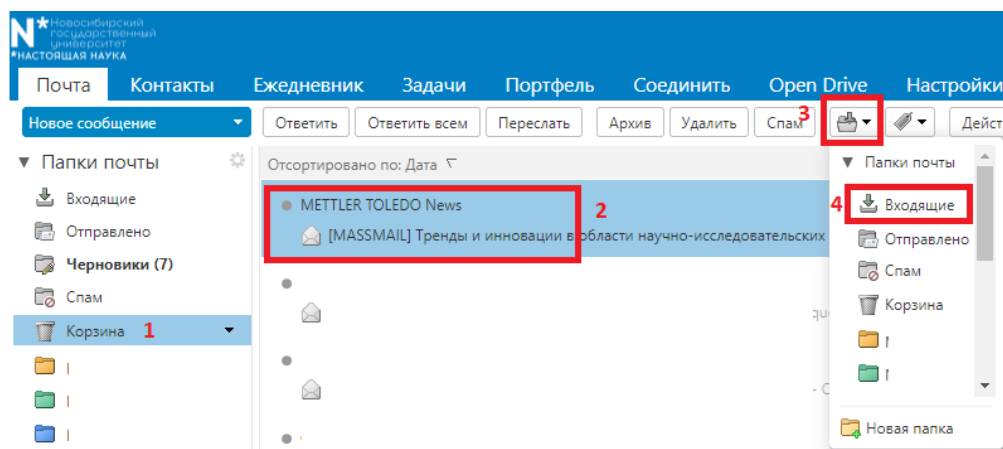 N* Новосибирский
государственный
университет
*НАСТОЯЩАЯ НАУКА
Почта Контакты Ежедневник Задачи Портфель Соединить Open Drive Настройки
Новое сообщение Ответить Ответить всем Переслать Архив Удалить Спам 3 Дейст
Папки почты
Входящие
Отправлено
Черновики (7)
Спам
Корзина 1
Отсортировано по: Дата
METTLER TOLEDO News 2
[MASSMAIL] Тренды и инновации в области научно-исследовательских
Папки почты
4 Входящие
Отправлено
Спам
Корзина
Новая папка